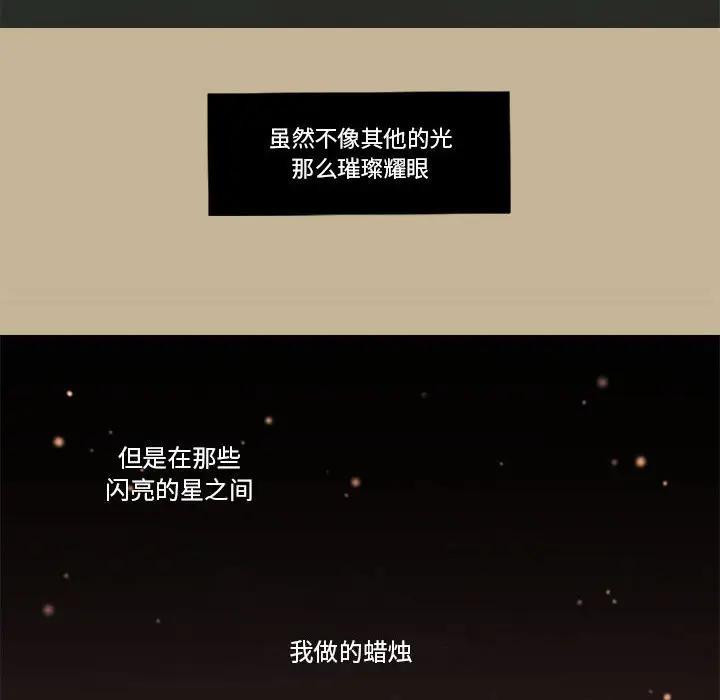 虽然不像其他的光
那么璀璨耀眼
但是在那些
闪亮的星之间
我做的蜡烛